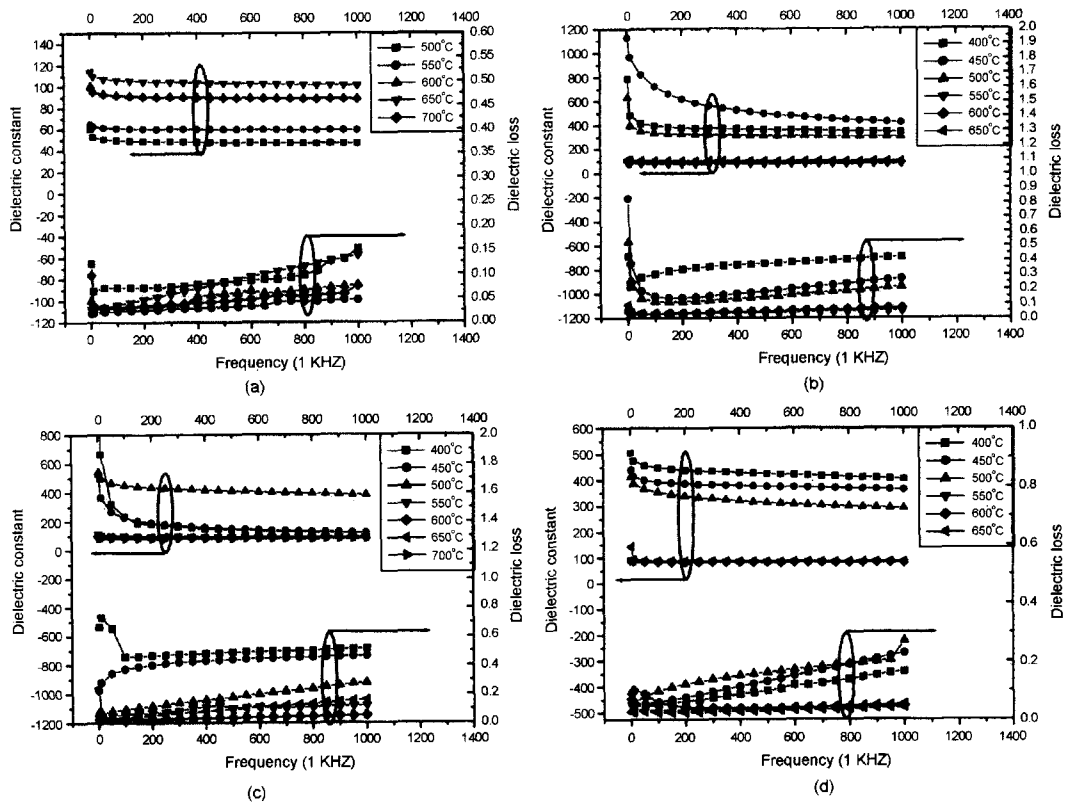 0 200 400 600 800 1000 1200 1400
140
120
100
80
60
40
20
0
-20
-40
-60
-80
-100
-120
Dielectric constant
500°C
550°C
600°C
650°C
700°C
0.60
0.55
0.50
0.45
0.40
0.35
0.30
0.25
0.20
0.15
0.10
0.05
0.00
Dielectric loss
0 200 400 600 800 1000 1200 1400
Frequency (1 KHZ)
(a)
0 200 400 600 800 1000 1200 1400
1200
1000
800
600
400
200
0
-200
-400
-600
-800
-1000
-1200
Dielectric constant
400°C
450°C
500°C
550°C
600°C
650°C
2.0
1.9
1.8
1.7
1.6
1.5
1.4
1.3
1.2
1.1
1.0
0.9
0.8
0.7
0.6
0.5
0.4
0.3
0.2
0.1
0.0
Dielectric loss
0 200 400 600 800 1000 1200 1400
Frequency (1 KHZ)
(b)
0 200 400 600 800 1000 1200 1400
800
600
400
200
0
-200
-400
-600
-800
-1000
-1200
Dielectric constant
400°C
450°C
500°C
550°C
600°C
650°C
700°C
2.0
1.8
1.6
1.4
1.2
1.0
0.8
0.6
0.4
0.2
0.0
Dielectric loss
0 200 400 600 800 1000 1200 1400
Frequency (1 KHZ)
(c)
0 200 400 600 800 1000 1200 1400
600
500
400
300
200
100
0
-100
-200
-300
-400
-500
Dielectric constant
400°C
450°C
500°C
550°C
600°C
650°C
1.0
0.8
0.6
0.4
0.2
0.0
Dielectric loss
0 200 400 600 800 1000 1200 1400
Frequency (1 KHZ)
(d)